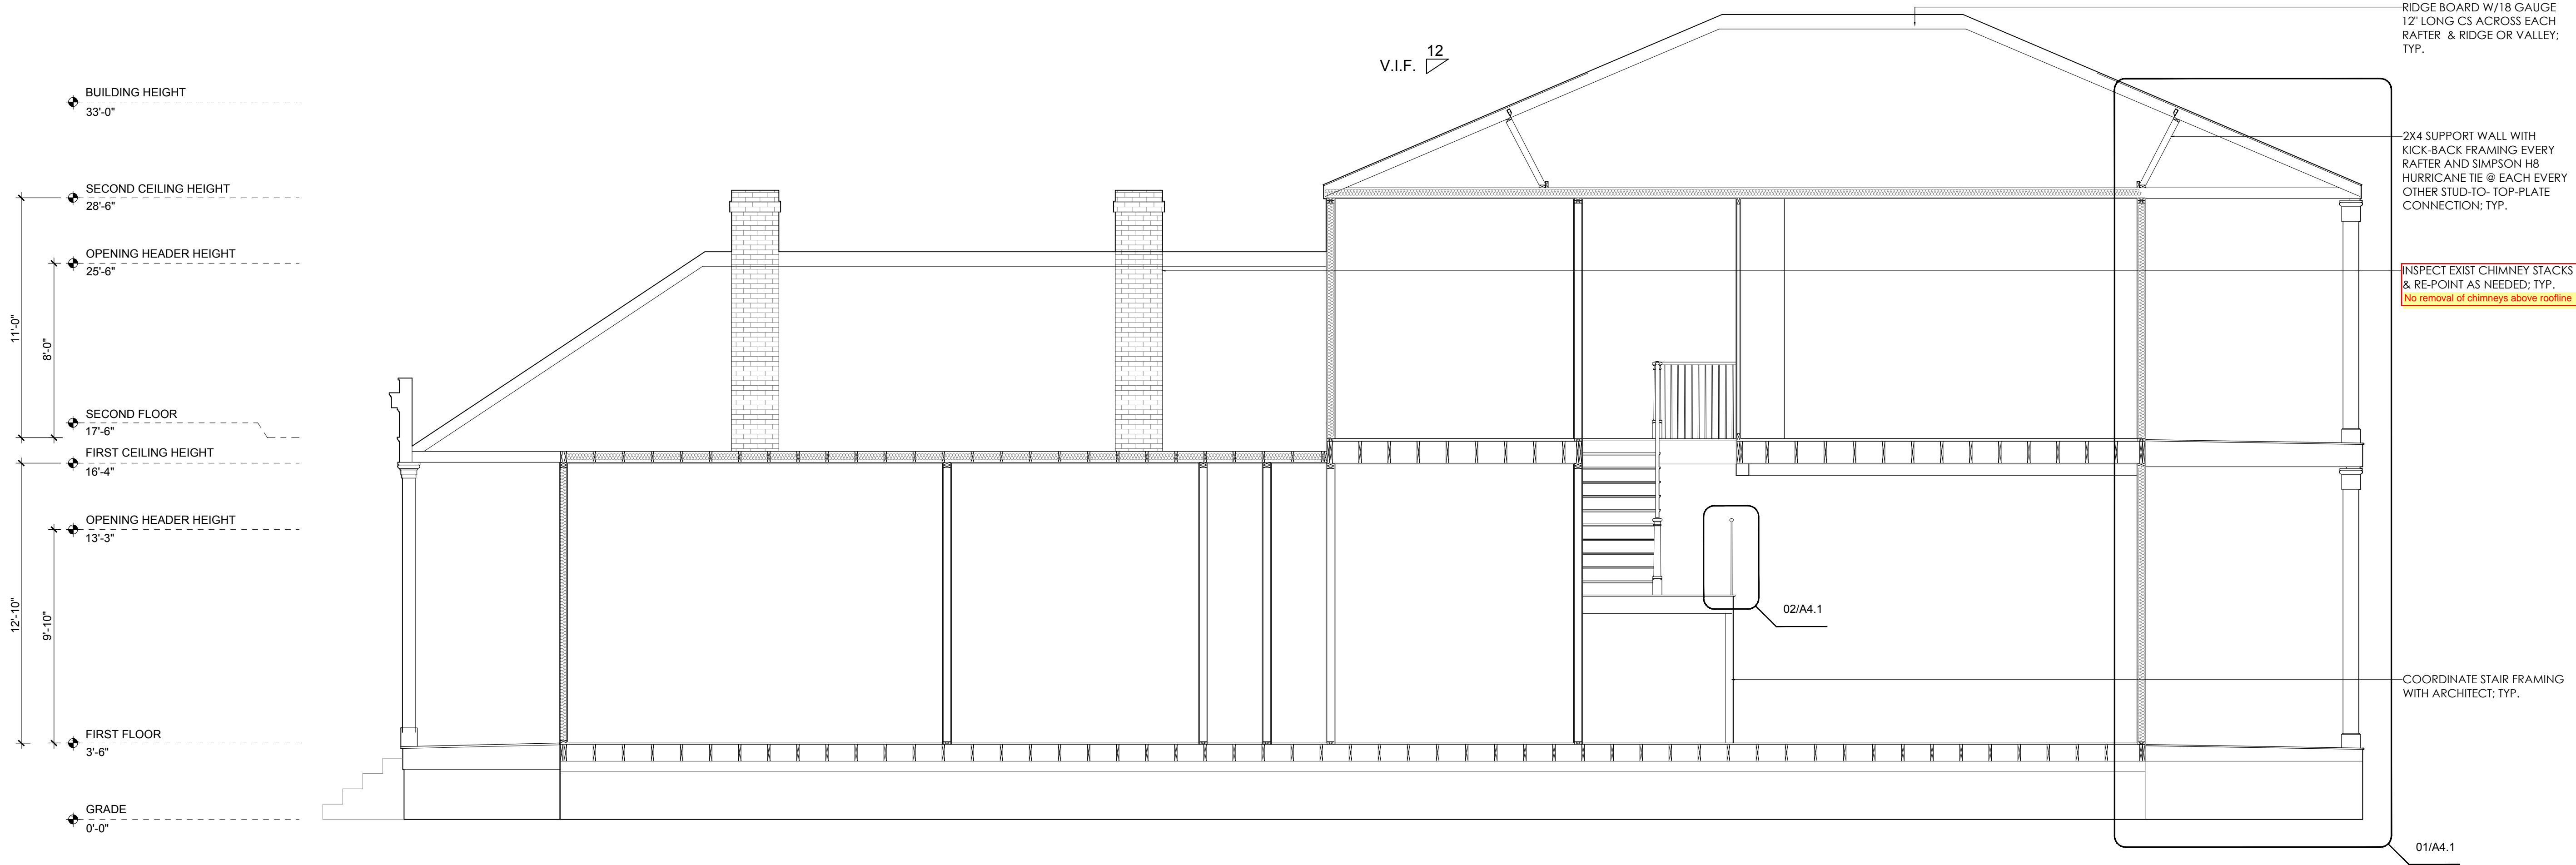 RIDGE BOARD W/18 GAUGE
12" LONG CS ACROSS EACH
RAFTER & RIDGE OR VALLEY;
TYP.
12
V.I.F.
BUILDING HEIGHT
33'-0"
2X4 SUPPORT WALL WITH
KICK-BACK FRAMING EVERY
RAFTER AND SIMPSON H8
HURRICANE TIE @ EACH EVERY
OTHER STUD-TO- TOP-PLATE
CONNECTION; TYP.
SECOND CEILING HEIGHT
28'-6"
OPENING HEADER HEIGHT
25'-6"
INSPECT EXIST CHIMNEY STACKS
& RE-POINT AS NEEDED; TYP.
No removal of chimneys above roofline
11'-0"
8'-0"
SECOND FLOOR
17'-6"
FIRST CEILING HEIGHT
16'-4"
OPENING HEADER HEIGHT
13'-3"
12'-10"
9'-10"
02/A4.1
COORDINATE STAIR FRAMING
WITH ARCHITECT; TYP.
FIRST FLOOR
3'-6"
GRADE
0'-0"
01/A4.1